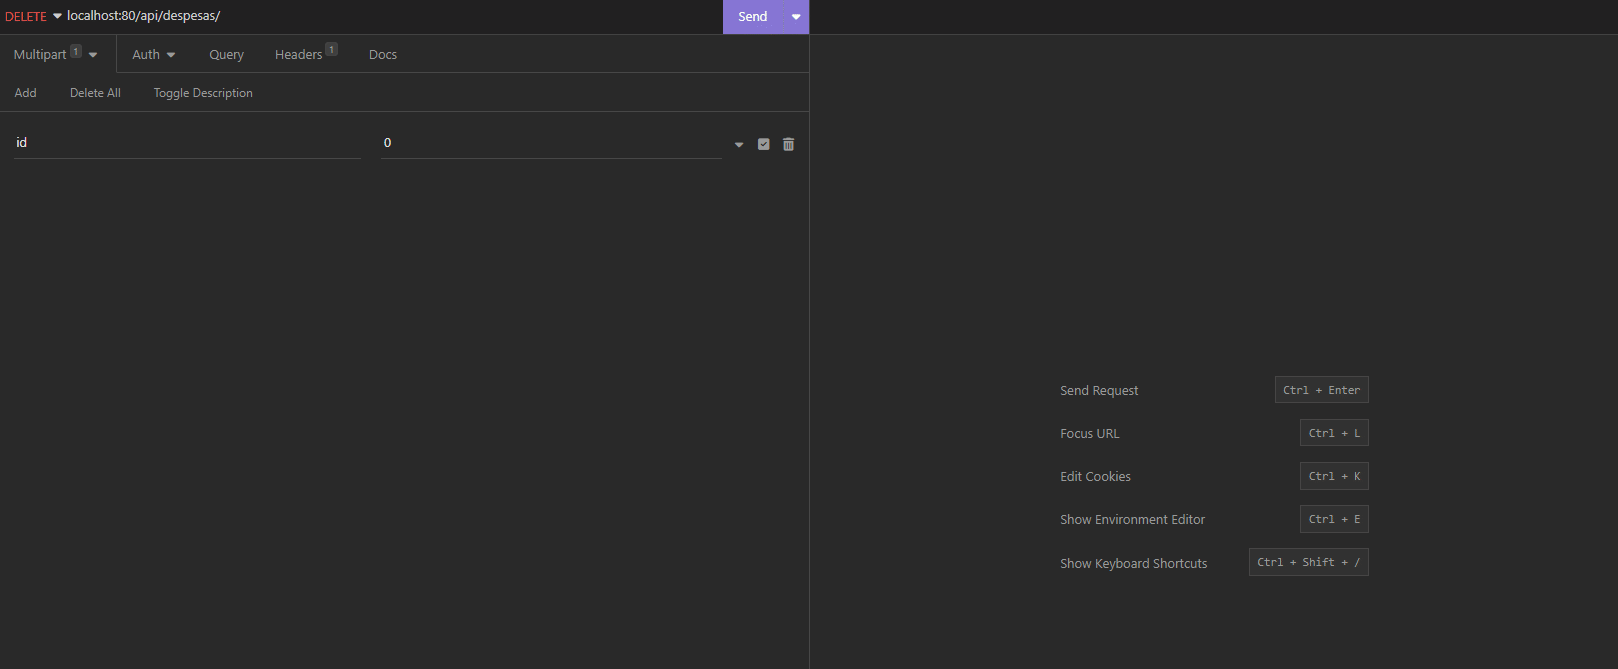 DELETE localhost:80/api/despesas/ Send
Multipart 1 Auth Query Headers 1 Docs
Add Delete All Toggle Description
id 0
Send Request Ctrl + Enter
Focus URL Ctrl + L
Edit Cookies Ctrl + K
Show Environment Editor Ctrl + E
Show Keyboard Shortcuts Ctrl + Shift + /